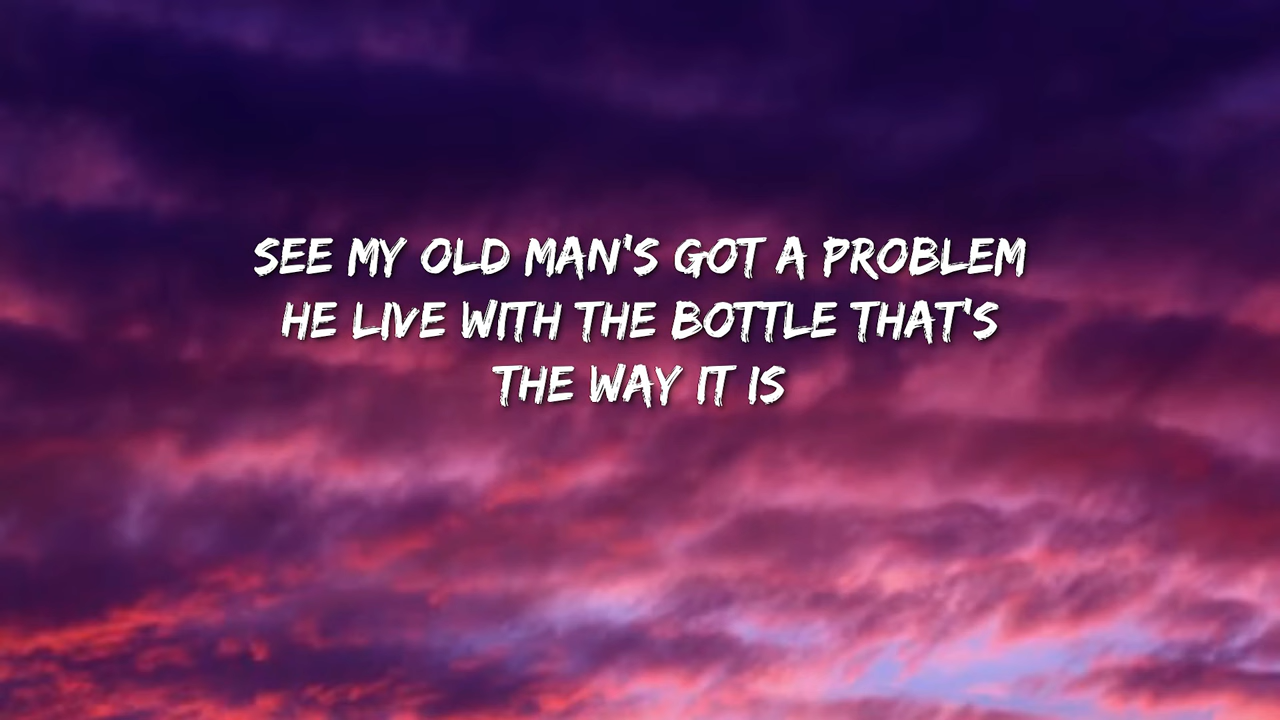 SEE MY OLD MAN'S GOT A PROBLEM
HE LIVE WITH THE BOTTLE THAT'S
THE WAY IT IS